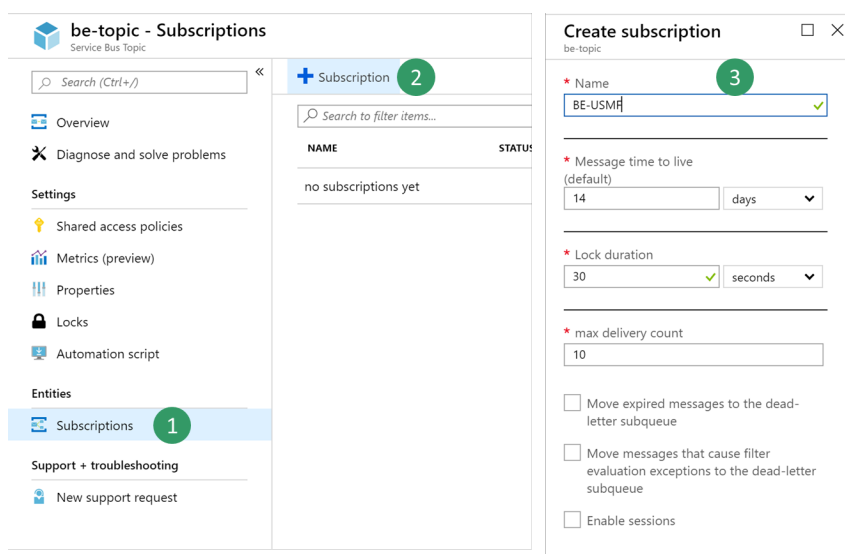 be-topic - Subscriptions
Service Bus Topic
Search (Ctrl+/)
«
Overview
Diagnose and solve problems
Settings
Shared access policies
Metrics (preview)
Properties
Locks
Automation script
Entities
Subscriptions
1
Support + troubleshooting
New support request
+ Subscription
2
Search to filter items...
NAME STATUS
no subscriptions yet
Create subscription
be-topic
3
* Name
BE-USMF
* Message time to live
(default)
14 days
* Lock duration
30 seconds
* max delivery count
10
Move expired messages to the dead-
letter subqueue
Move messages that cause filter
evaluation exceptions to the dead-letter
subqueue
Enable sessions